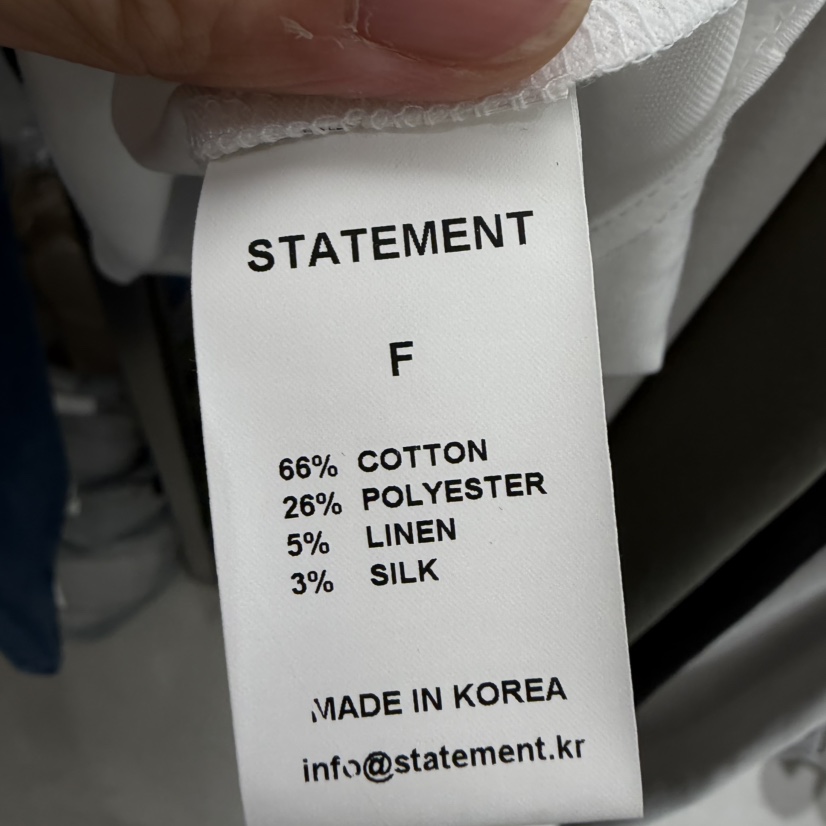 STATEMENT
F
66% COTTON
26% POLYESTER
5% LINEN
3% SILK
MADE IN KOREA
info@statement.kr